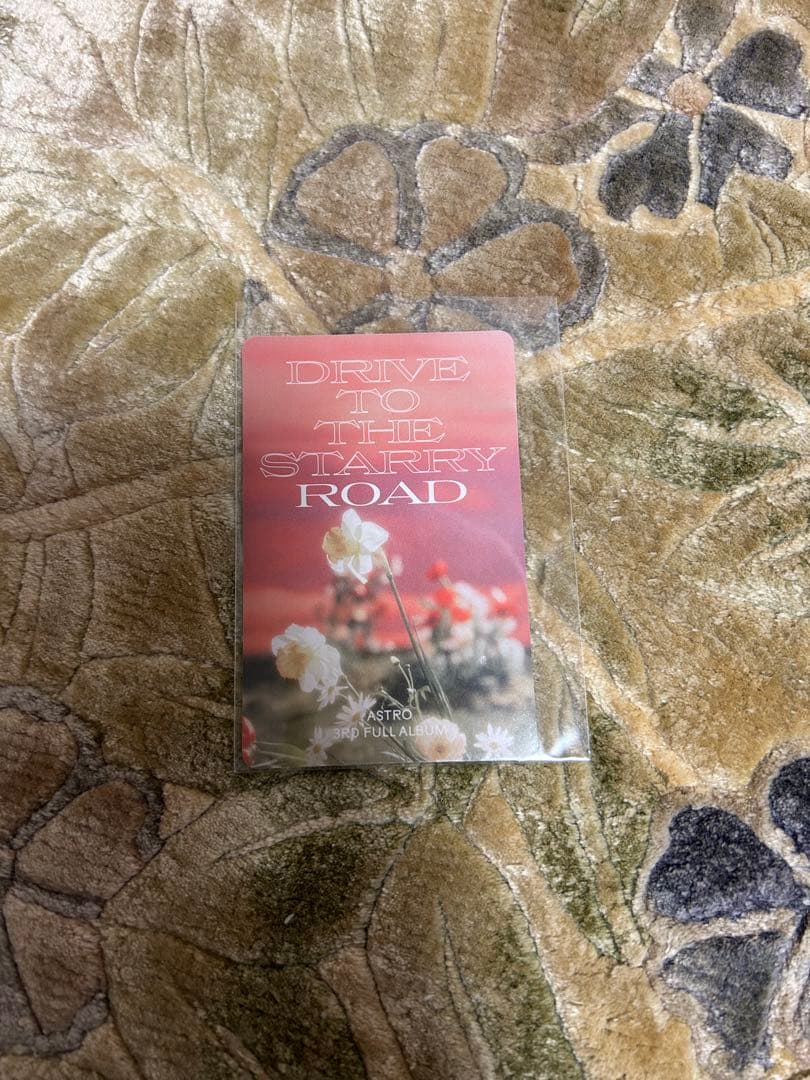 DRIVE
TO
THE
STARRY
ROAD
ASTRO
3RD FULL ALBUM